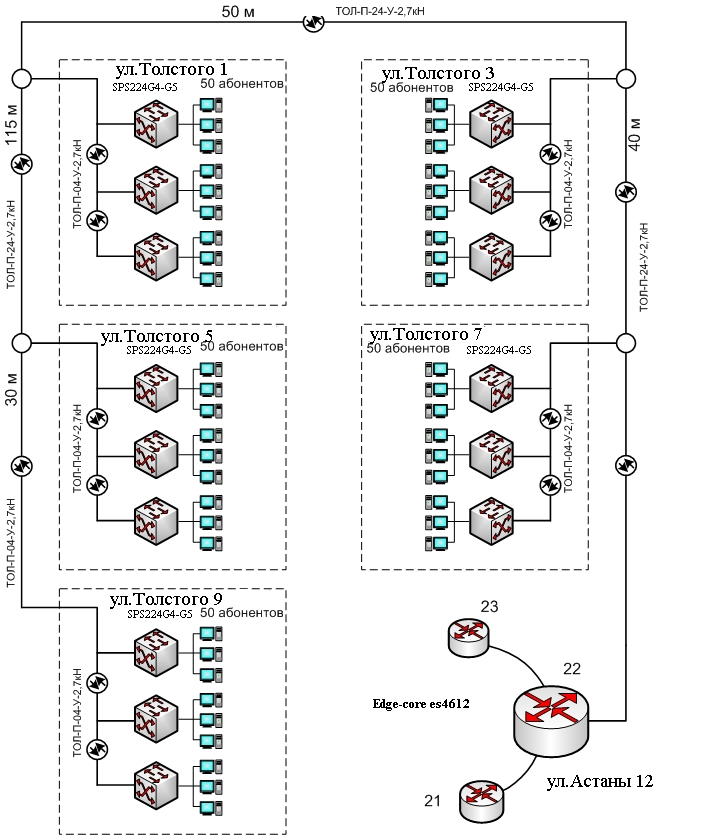 50 м
ТОЛ-П-24-У-2,7кН
ул.Толстого 1
SPS224G4-G5
50 абонентов
ул.Толстого 3
50 абонентов
SPS224G4-G5
115 м
ТОЛ-П-24-У-2,7кН
ТОЛ-П-04-У-2,7кН
ТОЛ-П-04-У-2,7кН
40 м
ТОЛ-П-24-У-2,7кН
ул.Толстого 5
SPS224G4-G5
50 абонентов
ул.Толстого 7
50 абонентов
SPS224G4-G5
30 м
ТОЛ-П-04-У-2,7кН
ТОЛ-П-04-У-2,7кН
ТОЛ-П-04-У-2,7кН
ул.Толстого 9
SPS224G4-G5
50 абонентов
ТОЛ-П-04-У-2,7кН
23
22
Edge-core es4612
21
ул.Астаны 12